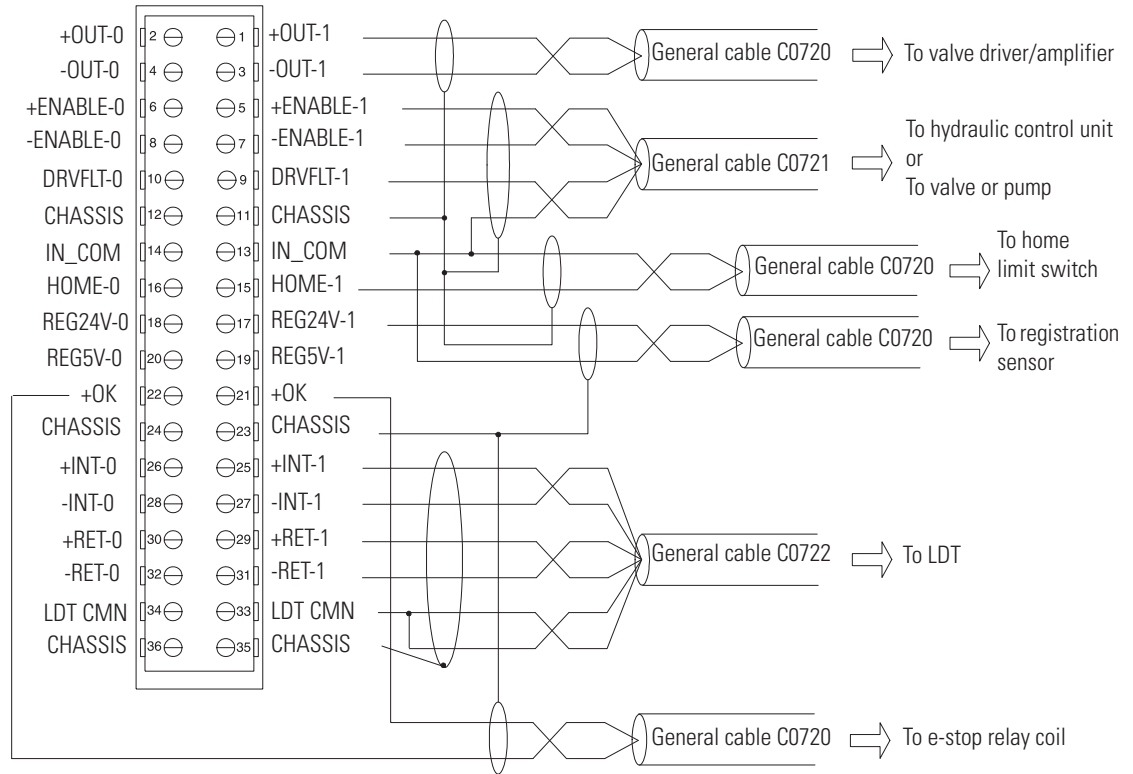 +OUT-0 2 1 +OUT-1
-OUT-0 4 3 -OUT-1
+ENABLE-0 6 5 +ENABLE-1
-ENABLE-0 8 7 -ENABLE-1
DRVFLT-0 10 9 DRVFLT-1
CHASSIS 12 11 CHASSIS
IN_COM 14 13 IN_COM
HOME-0 16 15 HOME-1
REG24V-0 18 17 REG24V-1
REG5V-0 20 19 REG5V-1
+OK 22 21 +OK
CHASSIS 24 23 CHASSIS
+INT-0 26 25 +INT-1
-INT-0 28 27 -INT-1
+RET-0 30 29 +RET-1
-RET-0 32 31 -RET-1
LDT CMN 34 33 LDT CMN
CHASSIS 36 35 CHASSIS
General cable C0720
To valve driver/amplifier
General cable C0721
To hydraulic control unit
or
To valve or pump
General cable C0720
To home
limit switch
General cable C0720
To registration
sensor
General cable C0722
To LDT
General cable C0720
To e-stop relay coil